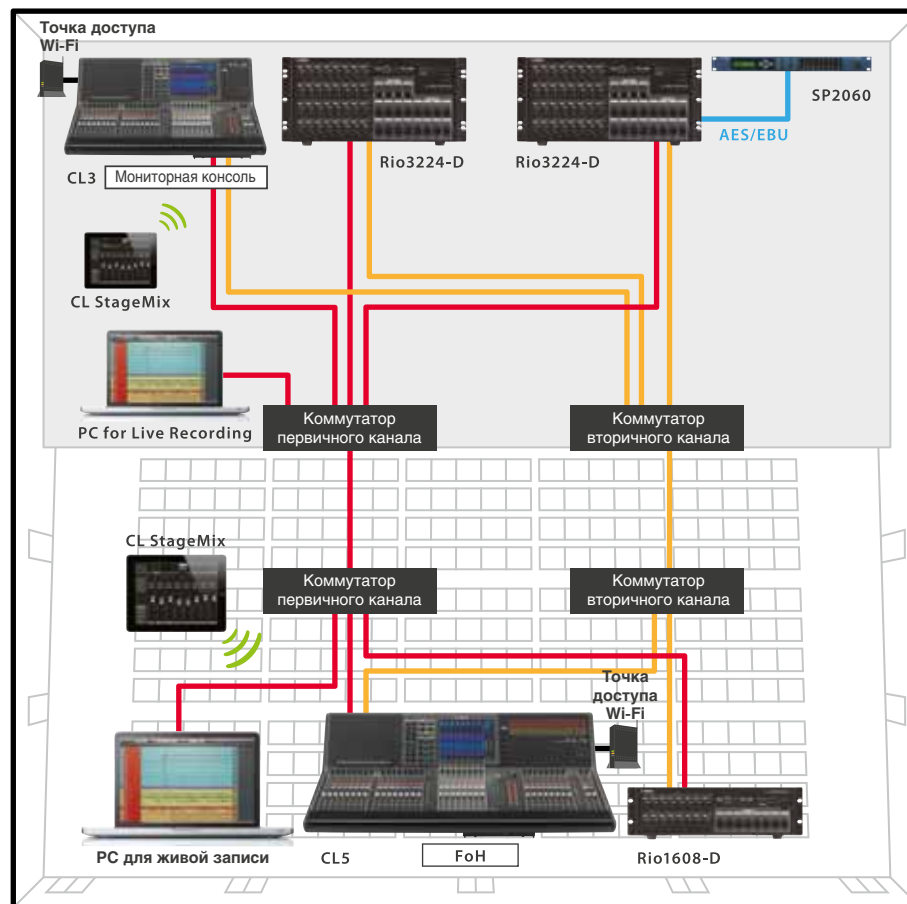 Точка доступа
Wi-Fi
SP2060
AES/EBU
Rio3224-D
Rio3224-D
CL3
Мониторная консоль
CL StageMix
PC for Live Recording
Коммутатор
первичного канала
Коммутатор
вторичного канала
CL StageMix
Коммутатор
первичного канала
Коммутатор
вторичного канала
Точка
доступа
Wi-Fi
PC для живой записи
CL5
FoH
Rio1608-D